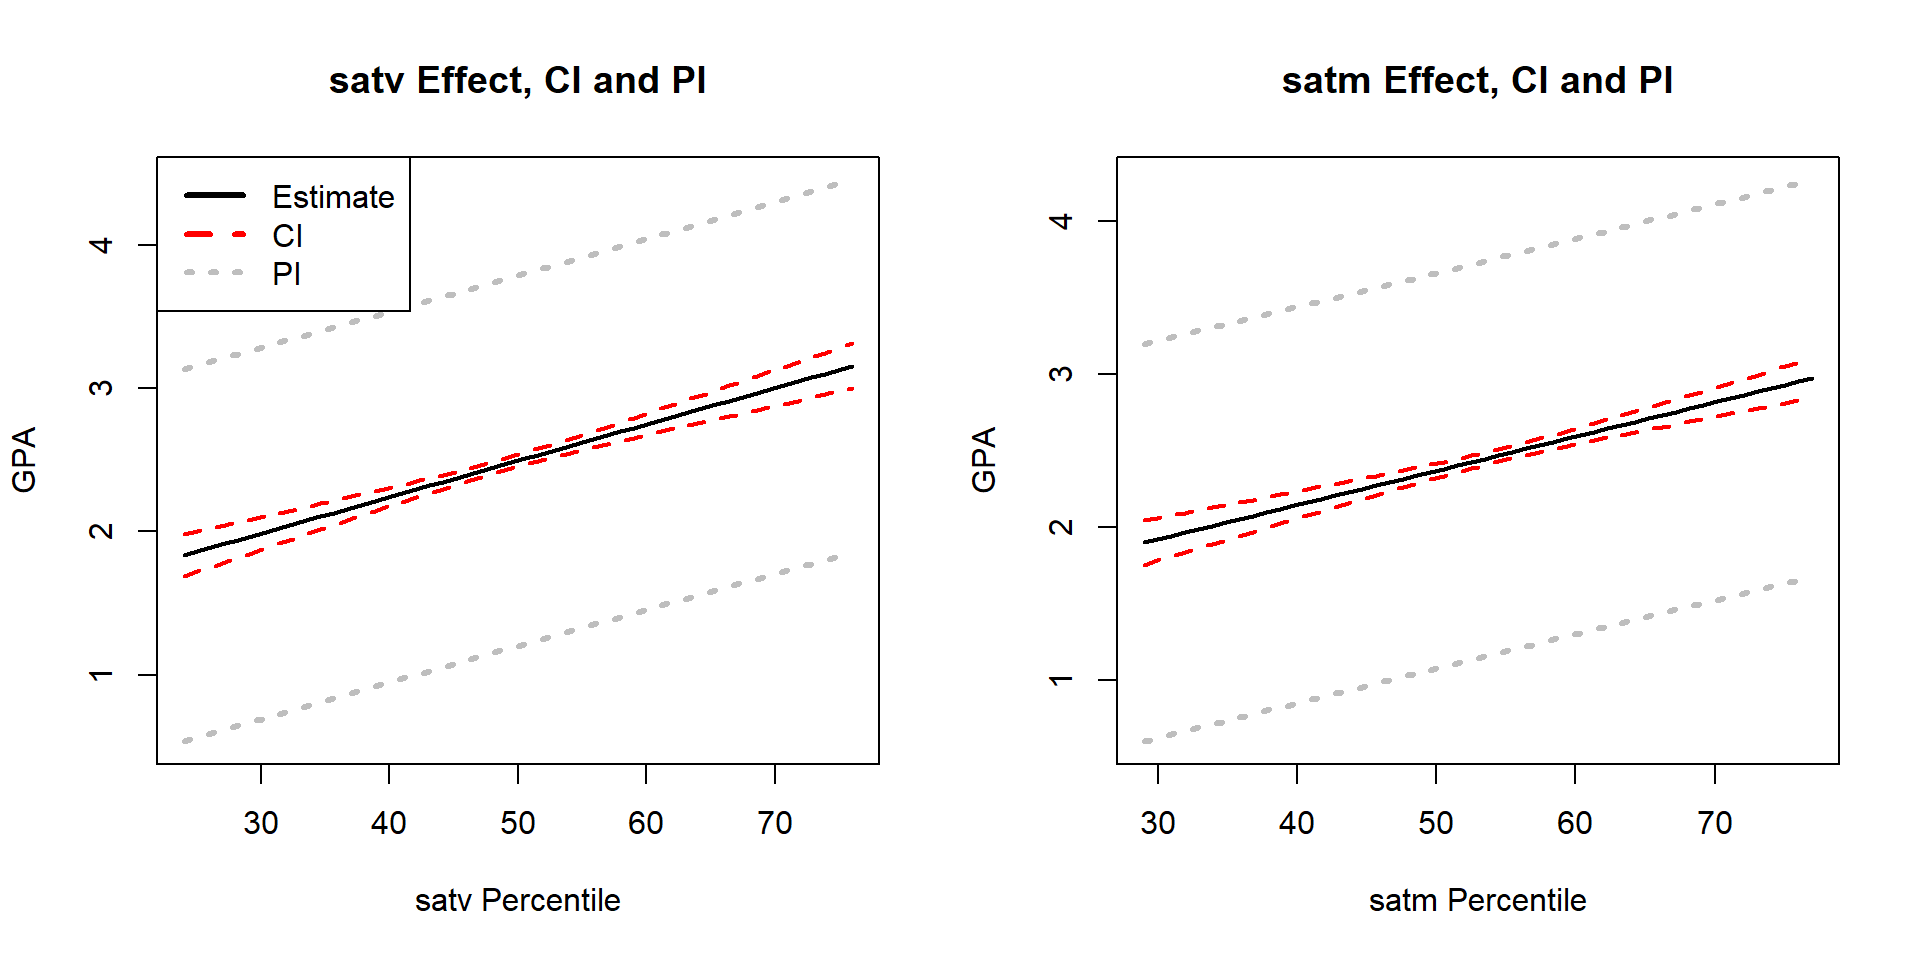 satv Effect, CI and PI
Estimate
CI
PI
GPA
4
3
2
1
30 40 50 60 70
satv Percentile
satm Effect, CI and PI
GPA
4
3
2
1
30 40 50 60 70
satm Percentile